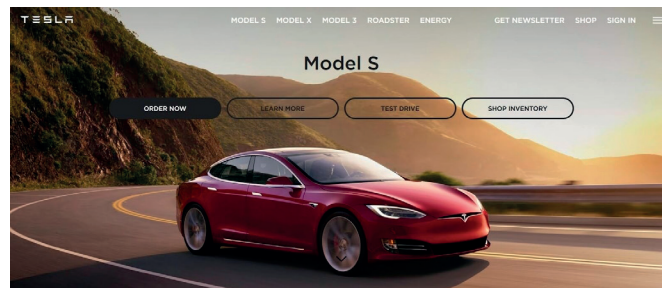 TESLA MODEL S MODEL X MODEL 3 ROADSTER ENERGY GET NEWSLETTER SHOP SIGN IN
Model S
ORDER NOW LEARN MORE TEST DRIVE SHOP INVENTORY